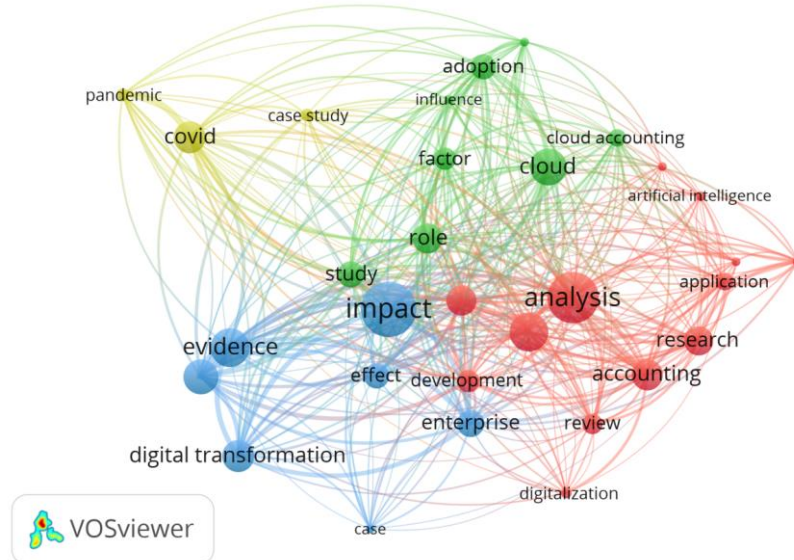 adoption
pandemic
influence
case study
covid
cloud accounting
factor
cloud
artificial intelligence
role
study
application
analysis
impact
research
evidence
effect
development
accounting
enterprise
review
digital transformation
digitalization
case
VOSviewer